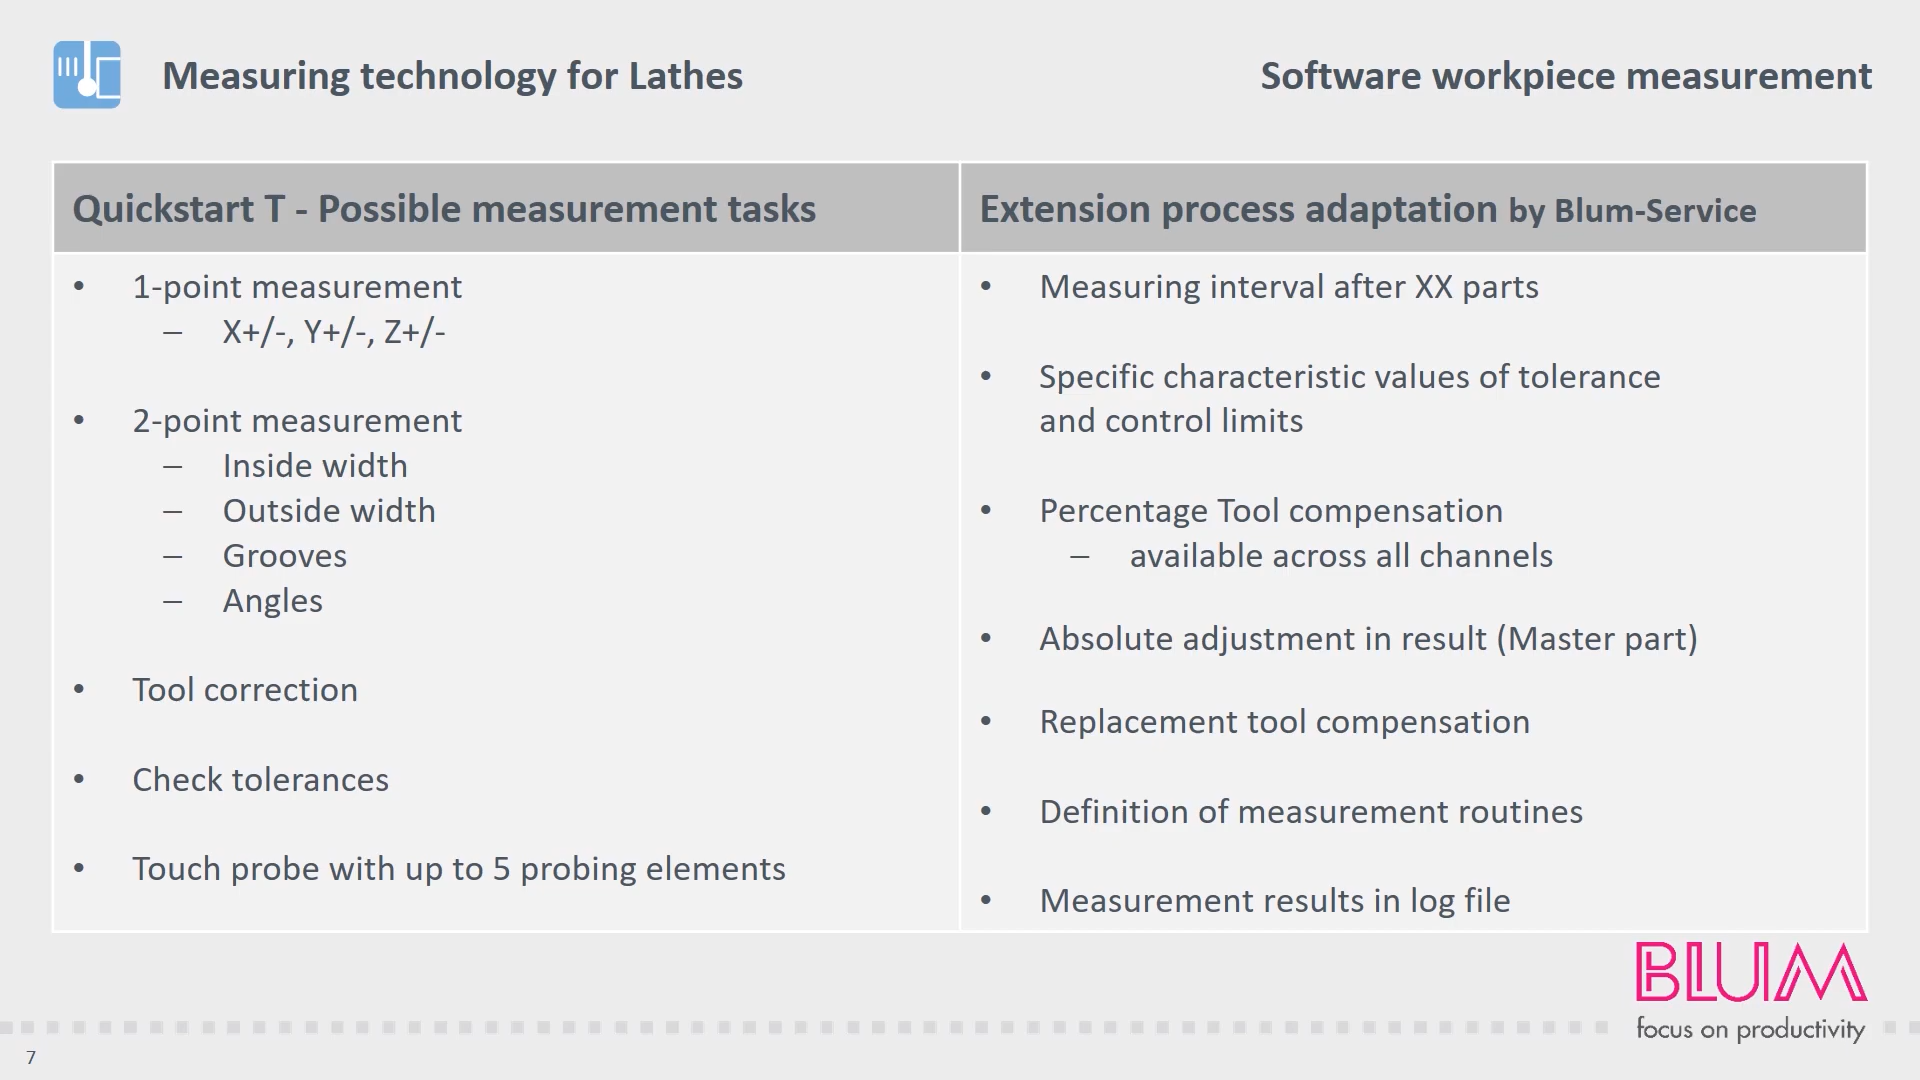 Measuring technology for Lathes
Software workpiece measurement
Quickstart T - Possible measurement tasks
• 1-point measurement
– X+/-, Y+/-, Z+/-
• 2-point measurement
– Inside width
– Outside width
– Grooves
– Angles
• Tool correction
• Check tolerances
• Touch probe with up to 5 probing elements
Extension process adaptation by Blum-Service
• Measuring interval after XX parts
• Specific characteristic values of tolerance
and control limits
• Percentage Tool compensation
– available across all channels
• Absolute adjustment in result (Master part)
• Replacement tool compensation
• Definition of measurement routines
• Measurement results in log file
BLUM
focus on productivity
7